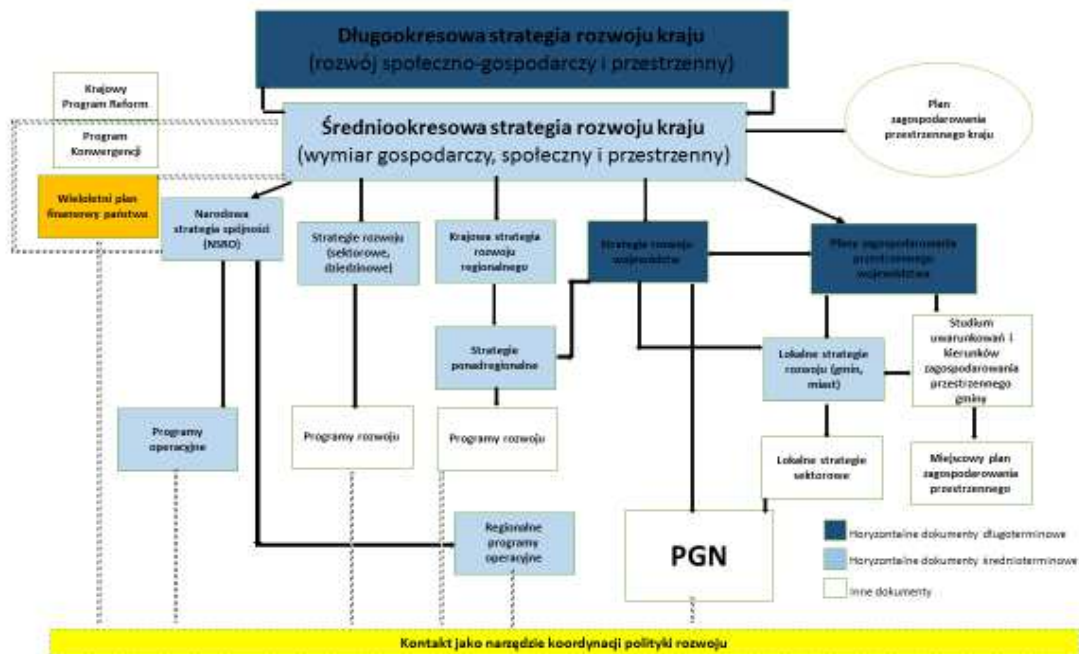 Długookresowa strategia rozwoju kraju
(rozwój społeczno-gospodarczy i przestrzenny)
Krajowy
Program Reform
Program
Konwergencji
Średniookresowa strategia rozwoju kraju
(wymiar gospodarczy, społeczny i przestrzenny)
Plan
zagospodarowania
przestrzennego kraju
Wieloletni plan
finansowy państwa
Narodowa
strategia spójności
(NSRO)
Strategie rozwoju
(sektorowe,
dziedzinowe)
Krajowa strategia
rozwoju
regionalnego
Strategie rozwoju
województw
Plany zagospodarowania
przestrzennego
województwa
Strategie
ponadregionalne
Lokalne strategie
rozwoju (gmin,
miast)
Studium
uwarunkowań i
kierunków
zagospodarowania
przestrzennego
gminy
Programy
operacyjne
Programy rozwoju
Programy rozwoju
Lokalne strategie
sektorowe
Miejscowy plan
zagospodarowania
przestrzennego
Regionalne
programy
operacyjne
PGN
Horyzontalne dokumenty długoterminowe
Horyzontalne dokumenty średnioterminowe
Inne dokumenty
Kontakt jako narzędzie koordynacji polityki rozwoju